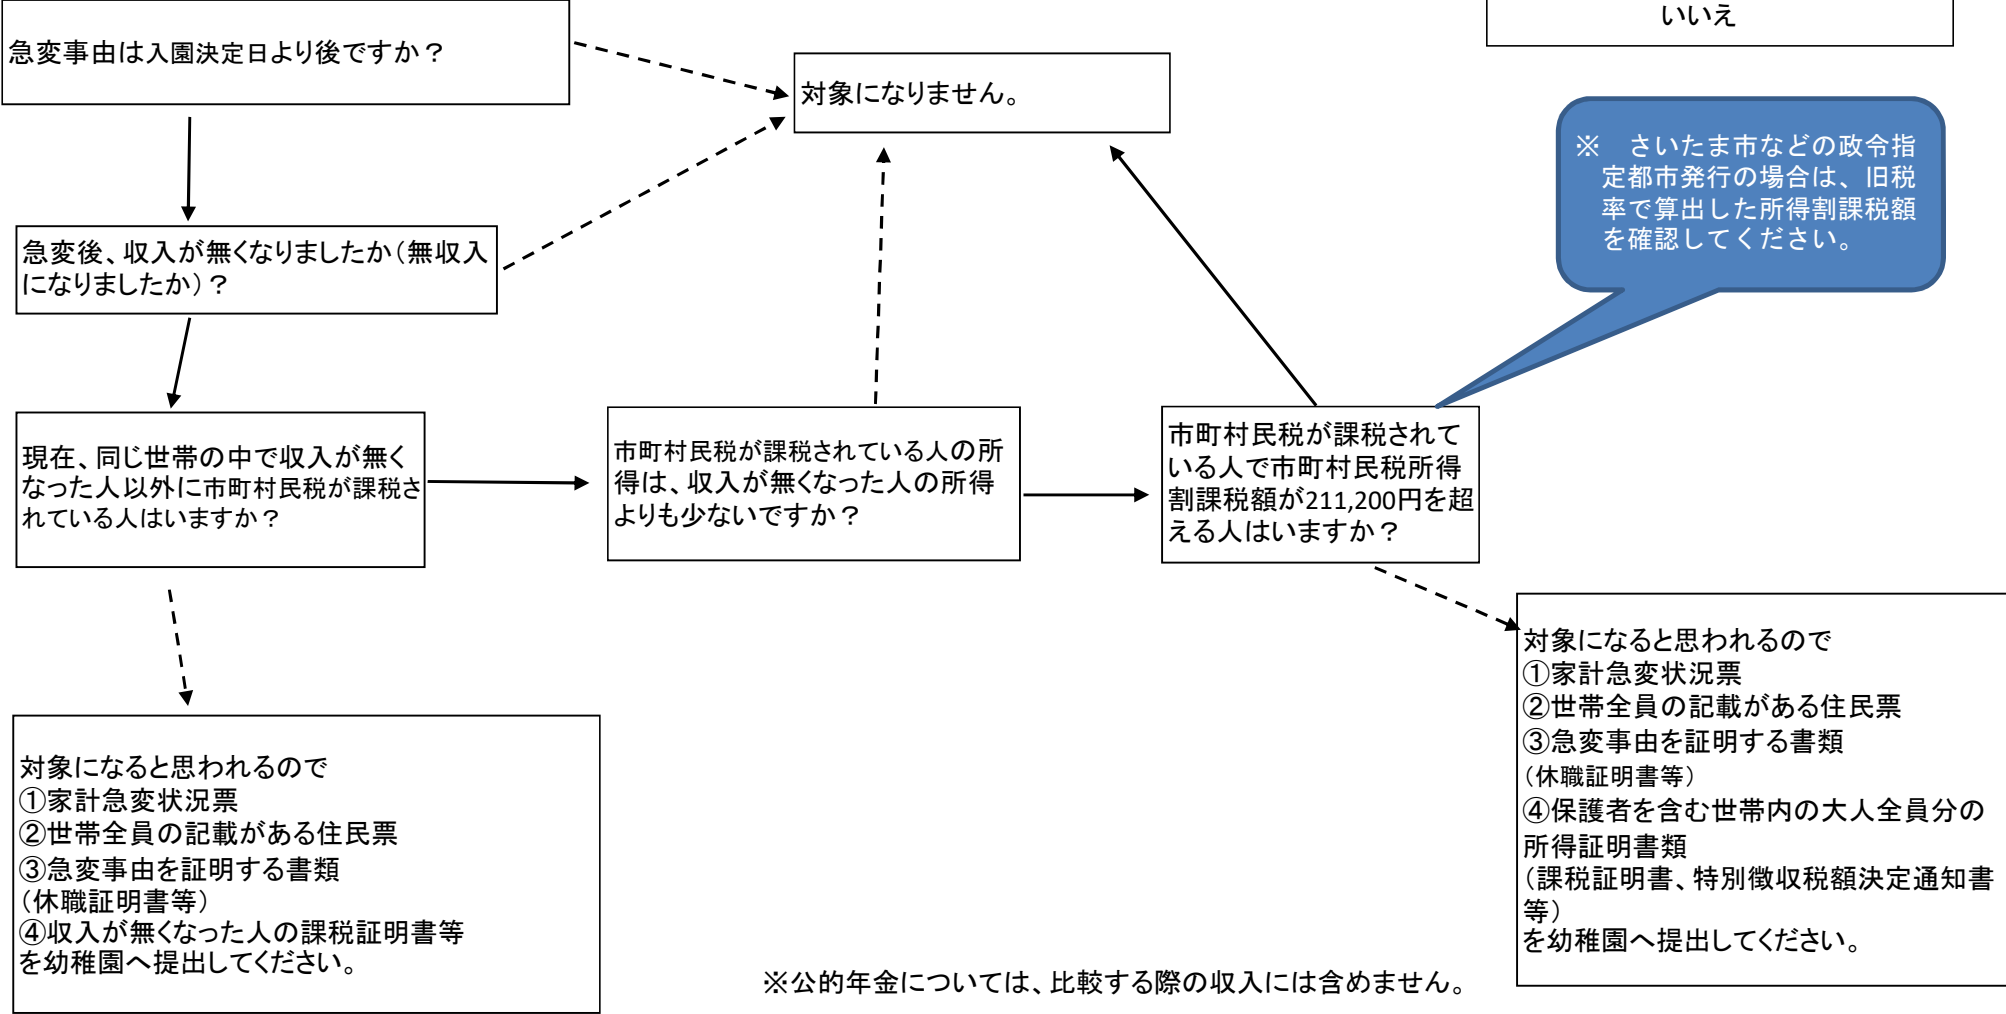 いいえ
急変事由は入園決定日より後ですか？
対象になりません。
※　さいたま市などの政令指
定都市発行の場合は、旧税
率で算出した所得割課税額
を確認してください。
急変後、収入が無くなりましたか（無収入
になりましたか）？
現在、同じ世帯の中で収入が無く
なった人以外に市町村民税が課税さ
れている人はいますか？
市町村民税が課税されている人の所
得は、収入が無くなった人の所得
よりも少ないですか？
市町村民税が課税されて
いる人で市町村民税所得
割課税額が211,200円を超
える人はいますか？
対象になると思われるので
①家計急変状況票
②世帯全員の記載がある住民票
③急変事由を証明する書類
（休職証明書等）
④収入が無くなった人の課税証明書等
を幼稚園へ提出してください。
対象になると思われるので
①家計急変状況票
②世帯全員の記載がある住民票
③急変事由を証明する書類
（休職証明書等）
④保護者を含む世帯内の大人全員分の
所得証明書類
（課税証明書、特別徴収税額決定通知書
等）
を幼稚園へ提出してください。
※公的年金については、比較する際の収入には含めません。